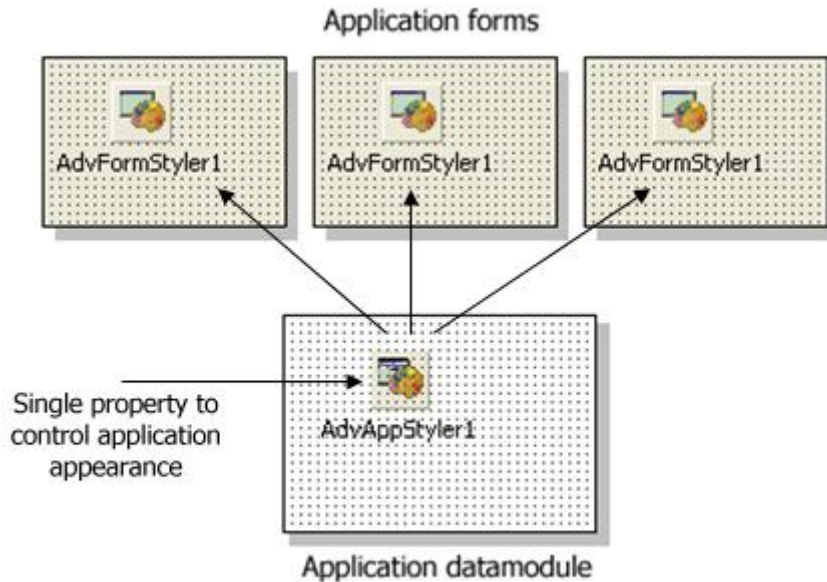 Application forms
AdvFormStyler1
AdvFormStyler1
AdvFormStyler1
Single property to
control application
appearance
AdvAppStyler1
Application datamodule